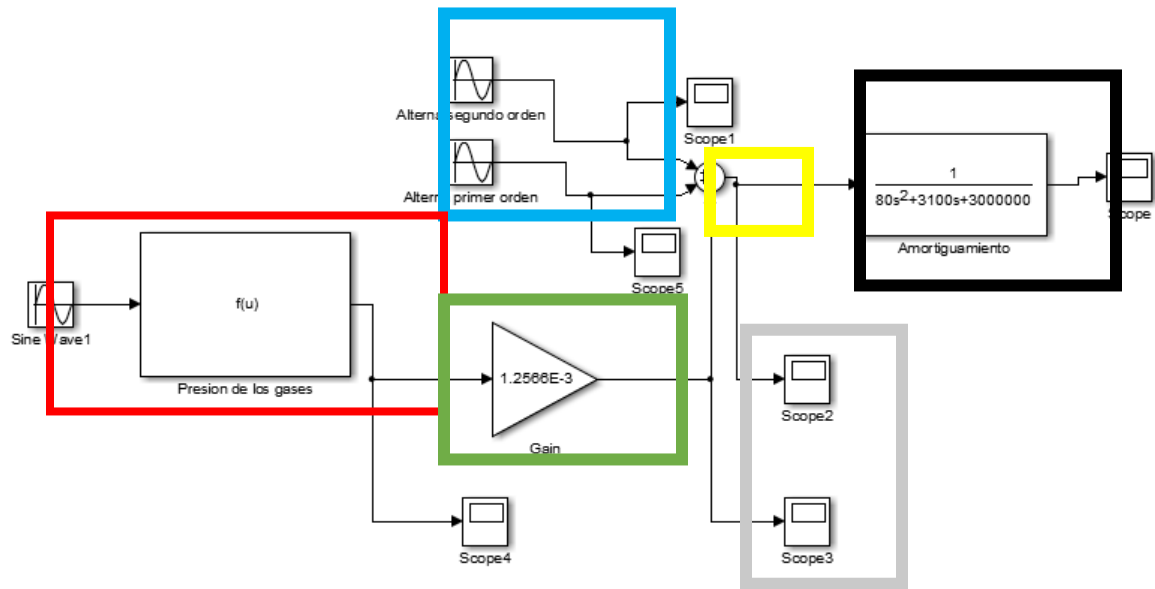 Alterna segundo orden
Scope1
Alterna primer orden
1
80s²+3100s+3000000
Amortiguamiento
Scope
Scope5
Sine Wave1
f(u)
Presion de los gases
1.2566E-3
Gain
Scope2
Scope4
Scope3